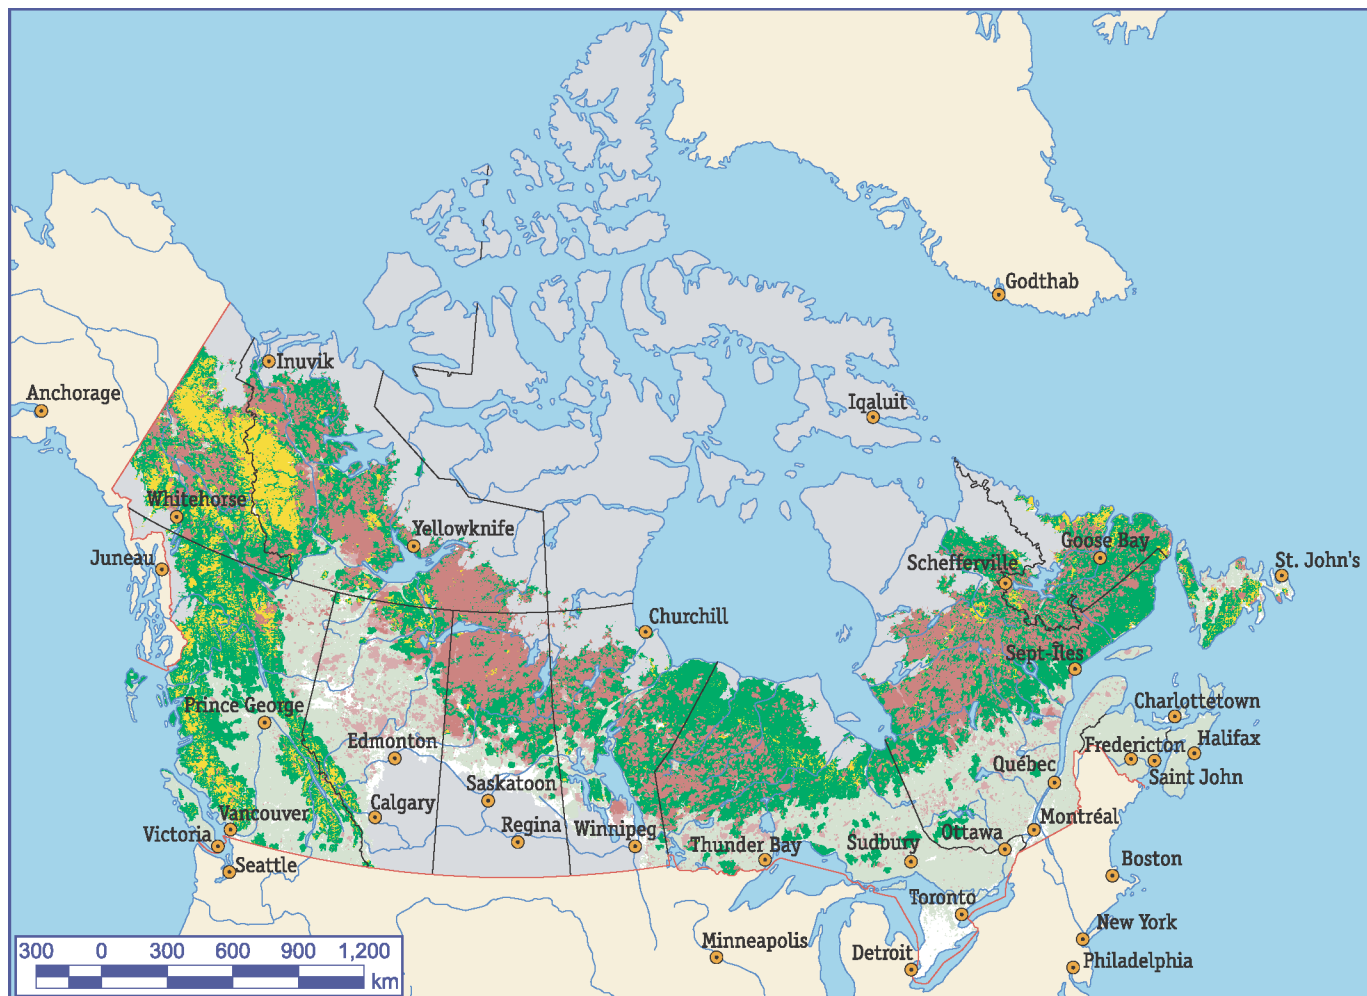 Godthab
Inuvik
Anchorage
Iqaluit
Whitehorse
Yellowknife
Juneau
Goose Bay
Schefferville
St. John's
Churchill
Sept-Îles
Prince George
Charlottetown
Edmonton
Fredericton
Halifax
Québec
Saint John
Saskatoon
Calgary
Vancouver
Regina
Winnipeg
Montréal
Victoria
Thunder Bay
Sudbury
Ottawa
Seattle
Boston
Toronto
New York
Minneapolis
Detroit
Philadelphia
300 0 300 600 900 1,200
km